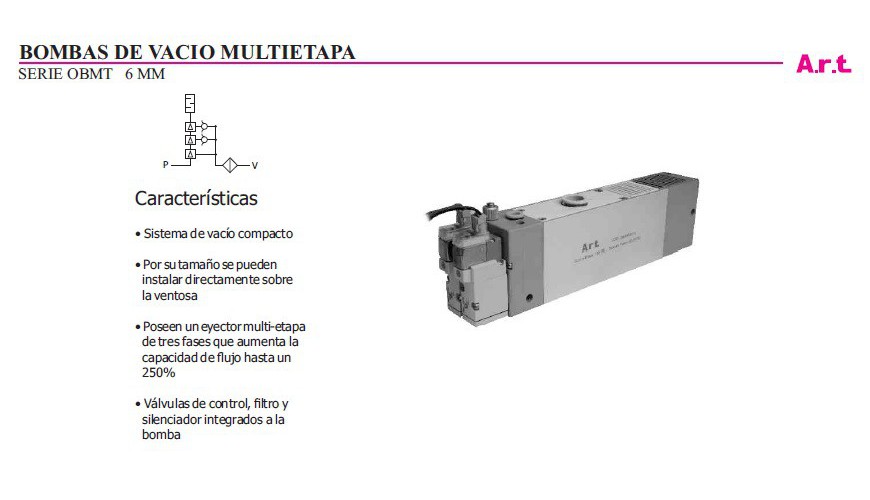 BOMBAS DE VACIO MULTIETAPA
SERIE OBMT 6 MM
A.r.t.
P
V
Características
• Sistema de vacío compacto
• Por su tamaño se pueden
instalar directamente sobre
la ventosa
• Poseen un eyector multi-etapa
de tres fases que aumenta la
capacidad de flujo hasta un
250%
• Válvulas de control, filtro y
silenciador integrados a la
bomba
A.r.t.